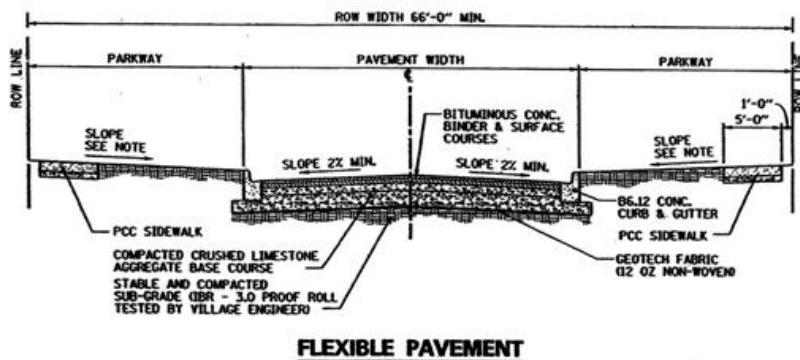 ROW WIDTH 66'-0" MIN.
ROW LINE
PARKWAY
PAVEMENT WIDTH
PARKWAY
ROW LINE
℄
1'-0"
5'-0"
BITUMINOUS CONC.
BINDER & SURFACE
COURSES
SLOPE
SEE NOTE
SLOPE 2% MIN.
SLOPE 2% MIN.
SLOPE
SEE NOTE
B6.12 CONC.
CURB & GUTTER
PCC SIDEWALK
PCC SIDEWALK
COMPACTED CRUSHED LIMESTONE
AGGREGATE BASE COURSE
GEOTECH FABRIC
(12 OZ NON-WOVEN)
STABLE AND COMPACTED
SUB-GRADE (IBR - 3.0 PROOF ROLL
TESTED BY VILLAGE ENGINEER)
FLEXIBLE PAVEMENT